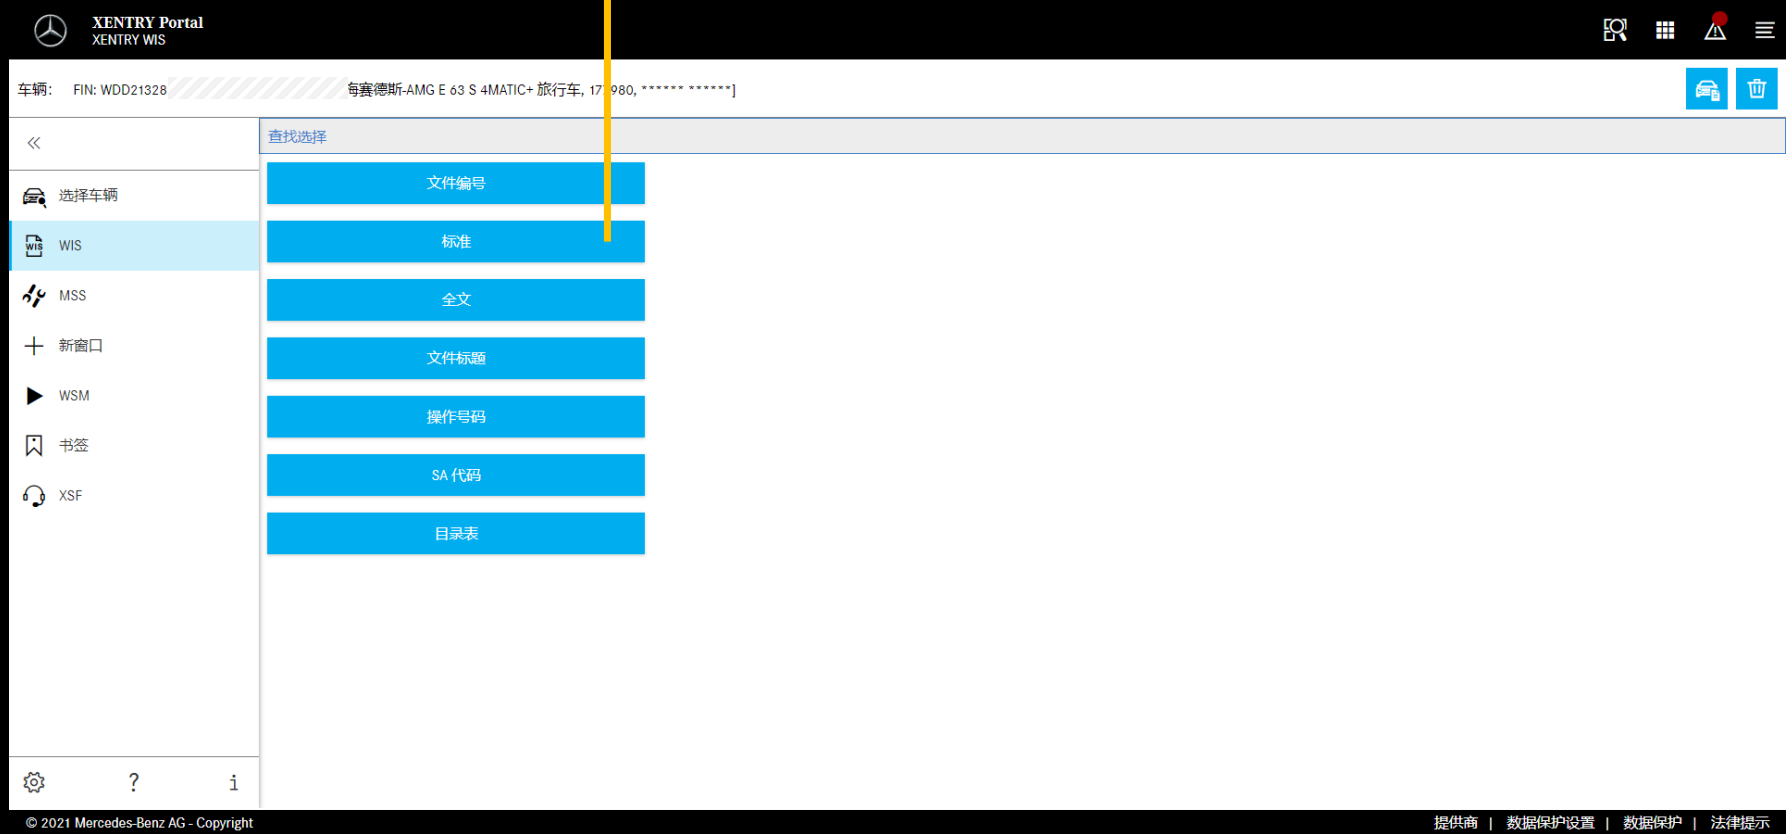 XENTRY Portal
XENTRY WIS
车辆: FIN: WDD21328 梅赛德斯-AMG E 63 S 4MATIC+ 旅行车, 177980, ****** ******]
查找选择
选择车辆
WIS
MSS
新窗口
WSM
书签
XSF
文件编号
标准
全文
文件标题
操作号码
SA 代码
目录表
? i
© 2021 Mercedes-Benz AG - Copyright
提供商 | 数据保护设置 | 数据保护 | 法律提示